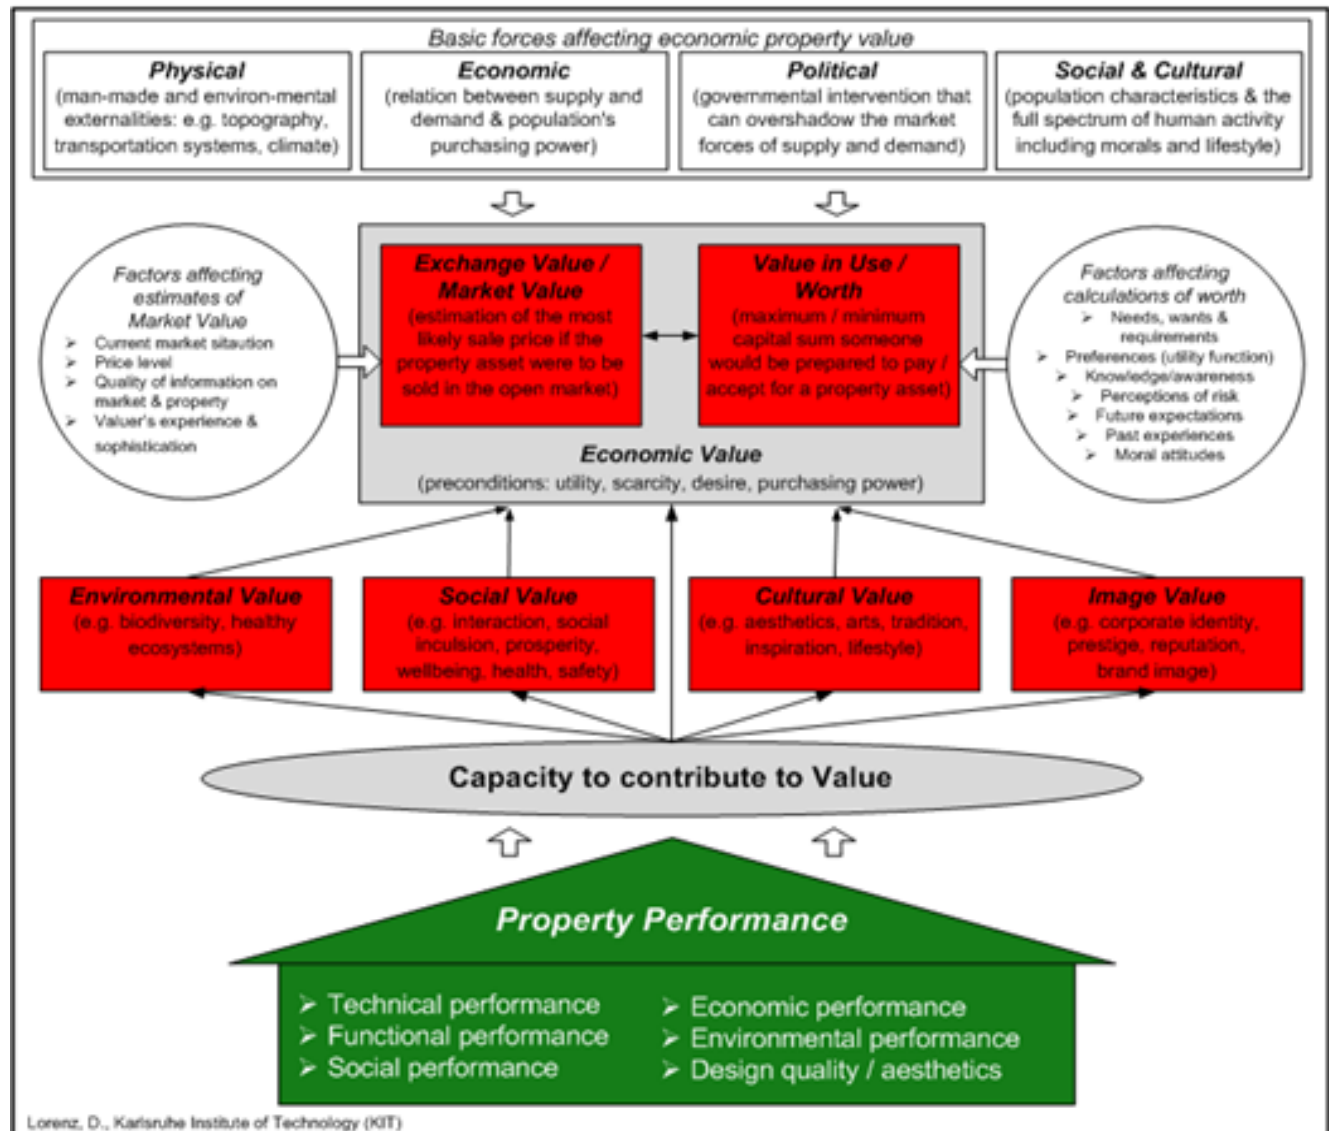 Basic forces affecting economic property value
Physical
(man-made and environ-mental
externalities: e.g. topography,
transportation systems, climate)
Economic
(relation between supply and
demand & population's
purchasing power)
Political
(governmental intervention that
can overshadow the market
forces of supply and demand)
Social & Cultural
(population characteristics & the
full spectrum of human activity
including morals and lifestyle)
Factors affecting
estimates of
Market Value
➢ Current market sitaution
➢ Price level
➢ Quality of information on
market & property
➢ Valuer's experience &
sophistication
Exchange Value /
Market Value
(estimation of the most
likely sale price if the
property asset were to be
sold in the open market)
Value in Use /
Worth
(maximum / minimum
capital sum someone
would be prepared to pay /
accept for a property asset)
Economic Value
(preconditions: utility, scarcity, desire, purchasing power)
Factors affecting
calculations of worth
➢ Needs, wants &
requirements
➢ Preferences (utility function)
➢ Knowledge/awareness
➢ Perceptions of risk
➢ Future expectations
➢ Past experiences
➢ Moral attitudes
Environmental Value
(e.g. biodiversity, healthy
ecosystems)
Social Value
(e.g. interaction, social
inculsion, prosperity,
wellbeing, health, safety)
Cultural Value
(e.g. aesthetics, arts, tradition,
inspiration, lifestyle)
Image Value
(e.g. corporate identity,
prestige, reputation,
brand image)
Capacity to contribute to Value
Property Performance
➢ Technical performance
➢ Functional performance
➢ Social performance
➢ Economic performance
➢ Environmental performance
➢ Design quality / aesthetics
Lorenz, D., Karlsruhe Institute of Technology (KIT)